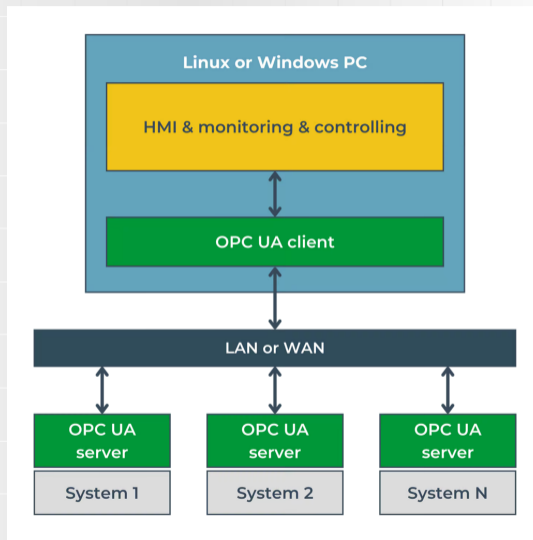 Linux or Windows PC
HMI & monitoring & controlling
OPC UA client
LAN or WAN
OPC UA
server
System 1
OPC UA
server
System 2
OPC UA
server
System N